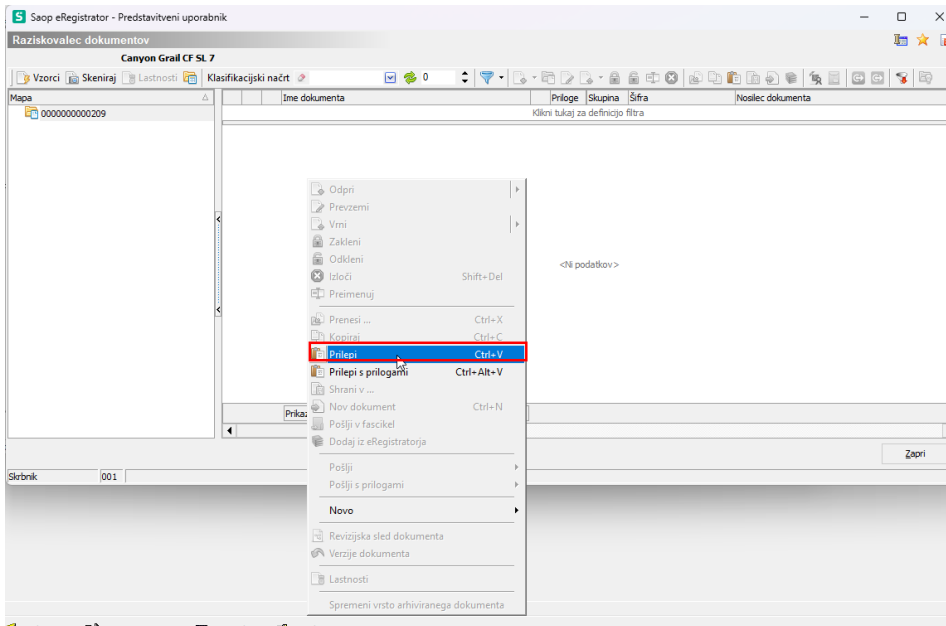 Saop eRegistrator - Predstavitveni uporabnik
Raziskovalec dokumentov
Canyon Grail CF SL 7
Vzorci Skeniraj Lastnosti Klasifikacijski načrt 0
Mapa
Ime dokumenta Priloge Skupina Šifra Nosilec dokumenta
0000000000209
Klikni tukaj za definicijo filtra
<Ni podatkov>
Odpri
Prevzemi
Vrni
Zakleni
Odkleni
Izloči Shift+Del
Preimenuj
Prenesi ... Ctrl+X
Kopiraj Ctrl+C
Prilepi Ctrl+V
Prilepi s prilogami Ctrl+Alt+V
Shrani v ...
Nov dokument Ctrl+N
Pošlji v fascikel
Dodaj iz eRegistratorja
Pošlji
Pošlji s prilogami
Novo
Revizijska sled dokumenta
Verzije dokumenta
Lastnosti
Spremeni vrsto arhiviranega dokumenta
Zapri
Skrbnik 001